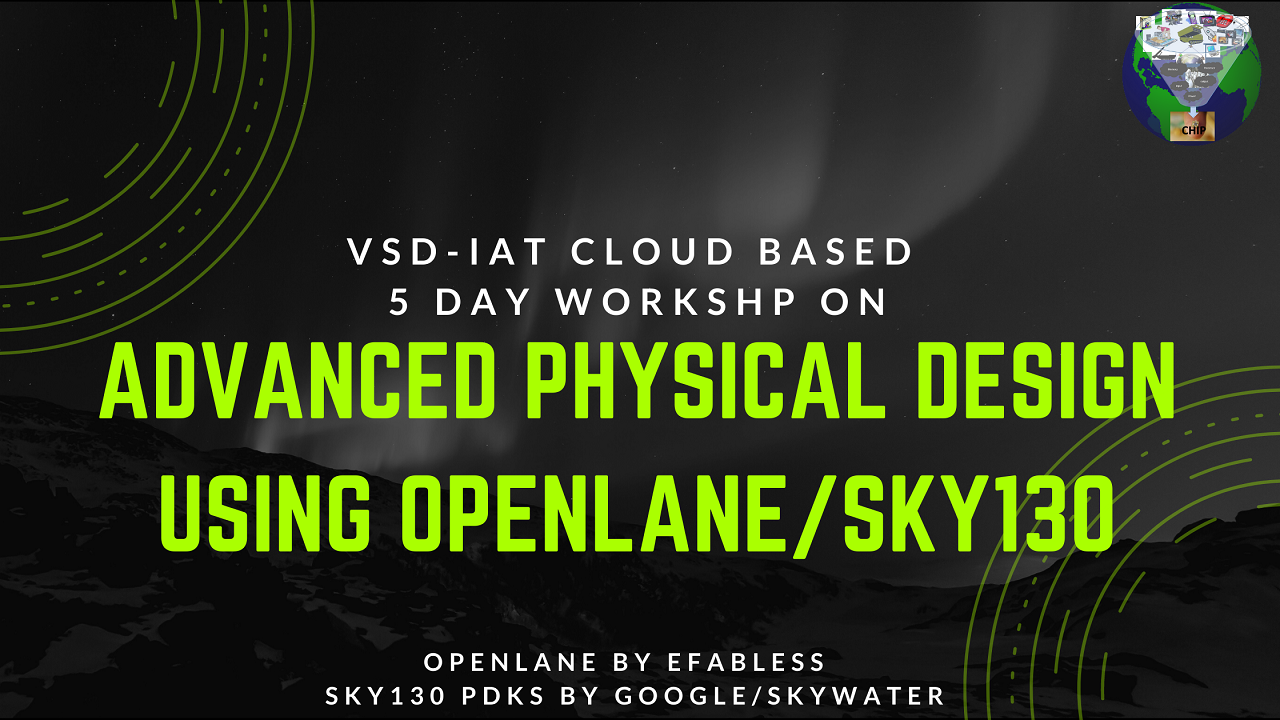 CHIP
VSD-IAT CLOUD BASED
5 DAY WORKSHP ON
ADVANCED PHYSICAL DESIGN
USING OPENLANE/SKY130
OPENLANE BY EFABLESS
SKY130 PDKS BY GOOGLE/SKYWATER